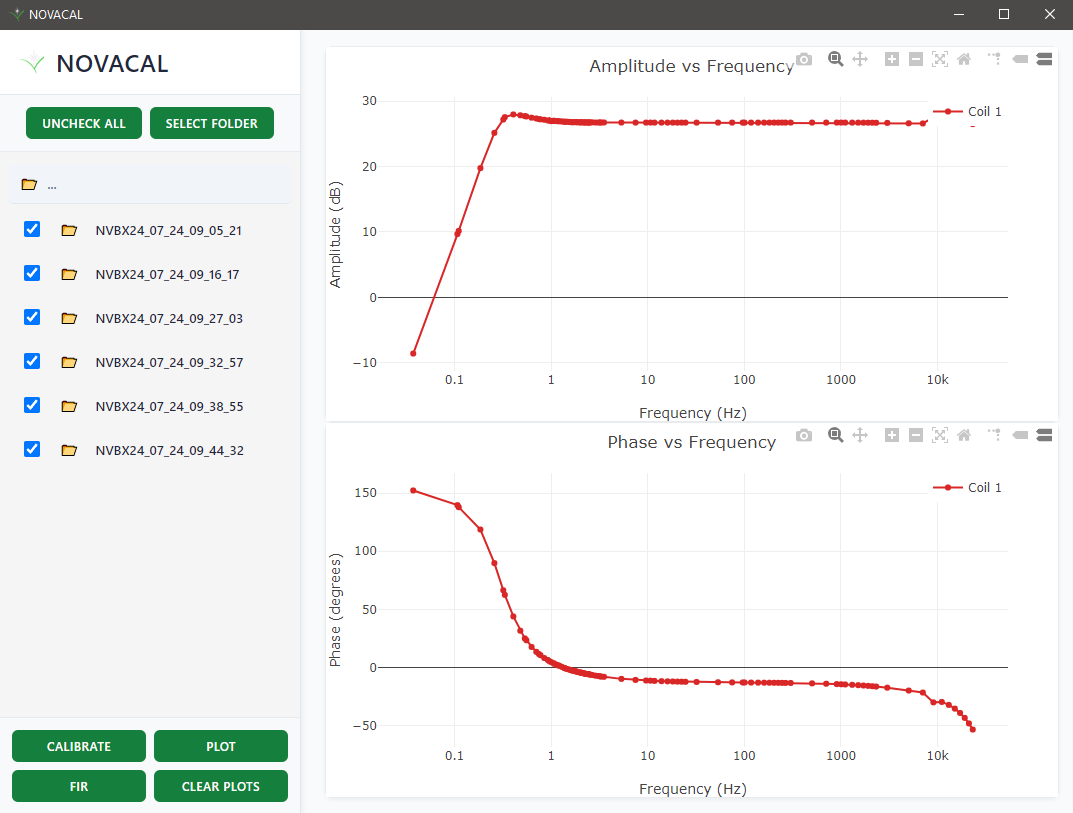 NOVACAL
NOVACAL
UNCHECK ALL
SELECT FOLDER
...
NVBX24_07_24_09_05_21
NVBX24_07_24_09_16_17
NVBX24_07_24_09_27_03
NVBX24_07_24_09_32_57
NVBX24_07_24_09_38_55
NVBX24_07_24_09_44_32
CALIBRATE
PLOT
FIR
CLEAR PLOTS
Amplitude vs Frequency
Coil 1
Amplitude (dB)
30
20
10
0
−10
0.1 1 10 100 1000 10k
Frequency (Hz)
Phase vs Frequency
Coil 1
Phase (degrees)
150
100
50
0
−50
0.1 1 10 100 1000 10k
Frequency (Hz)